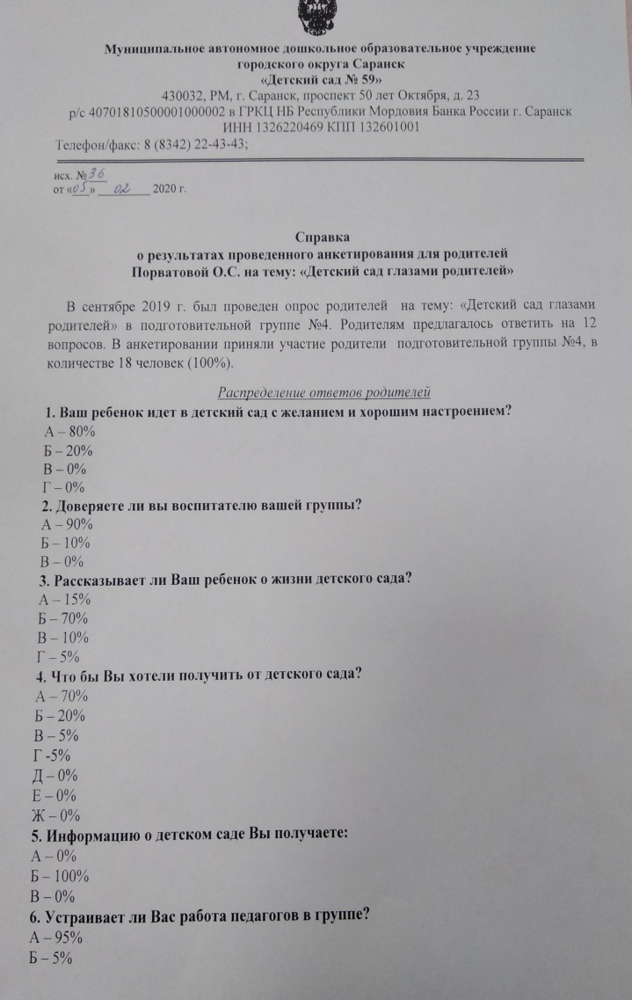 Муниципальное автономное дошкольное образовательное учреждение
городского округа Саранск
«Детский сад № 59»
430032, РМ, г. Саранск, проспект 50 лет Октября, д. 23
р/с 40701810500001000002 в ГРКЦ НБ Республики Мордовия Банка России г. Саранск
ИНН 1326220469 КПП 132601001
Телефон/факс: 8 (8342) 22-43-43;
исх. № 36
от «05» 02 2020 г.
Справка
о результатах проведенного анкетирования для родителей
Порватовой О.С. на тему: «Детский сад глазами родителей»
В сентябре 2019 г. был проведен опрос родителей на тему: «Детский сад глазами
родителей» в подготовительной группе №4. Родителям предлагалось ответить на 12
вопросов. В анкетировании приняли участие родители подготовительной группы №4, в
количестве 18 человек (100%).
Распределение ответов родителей
1. Ваш ребенок идет в детский сад с желанием и хорошим настроением?
А – 80%
Б – 20%
В – 0%
Г – 0%
2. Доверяете ли вы воспитателю вашей группы?
А – 90%
Б – 10%
В – 0%
3. Рассказывает ли Ваш ребенок о жизни детского сада?
А – 15%
Б – 70%
В – 10%
Г – 5%
4. Что бы Вы хотели получить от детского сада?
А – 70%
Б – 20%
В – 5%
Г -5%
Д – 0%
Е – 0%
Ж – 0%
5. Информацию о детском саде Вы получаете:
А – 0%
Б – 100%
В – 0%
6. Устраивает ли Вас работа педагогов в группе?
А – 95%
Б – 5%